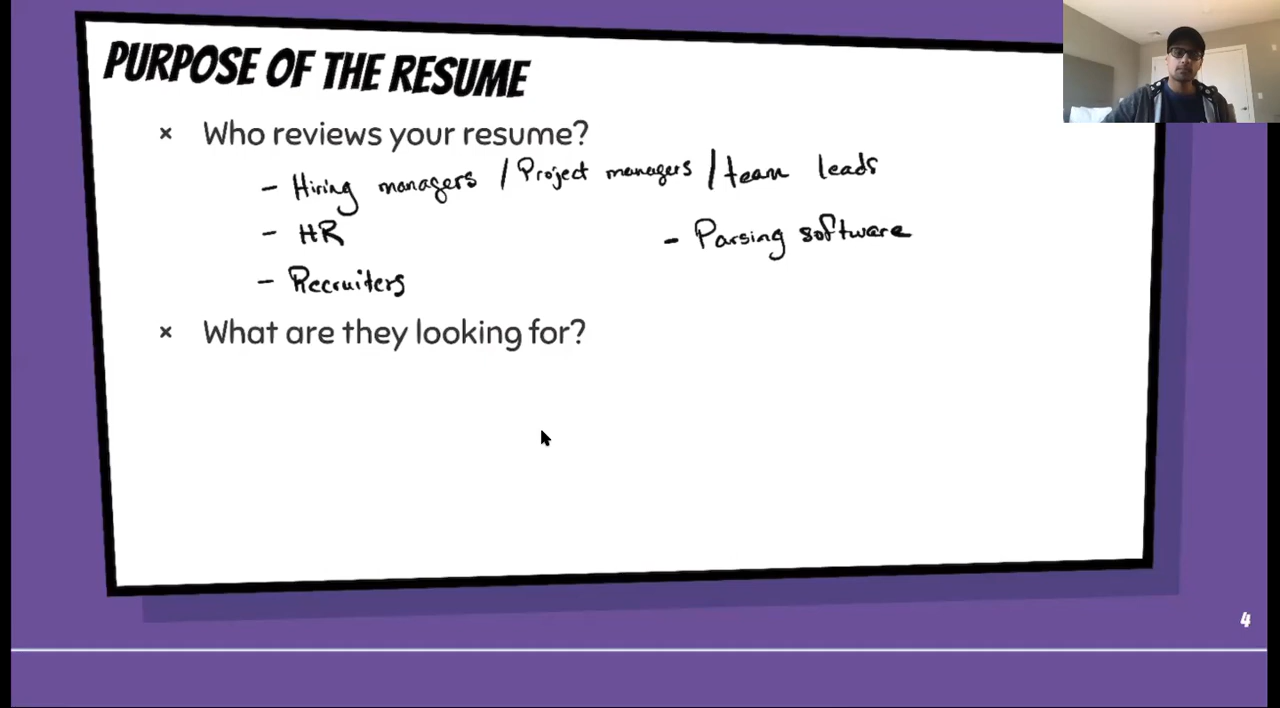 PURPOSE OF THE RESUME
× Who reviews your resume?
- Hiring managers / Project managers / team leads
- HR
- Parsing software
- Recruiters
× What are they looking for?
4